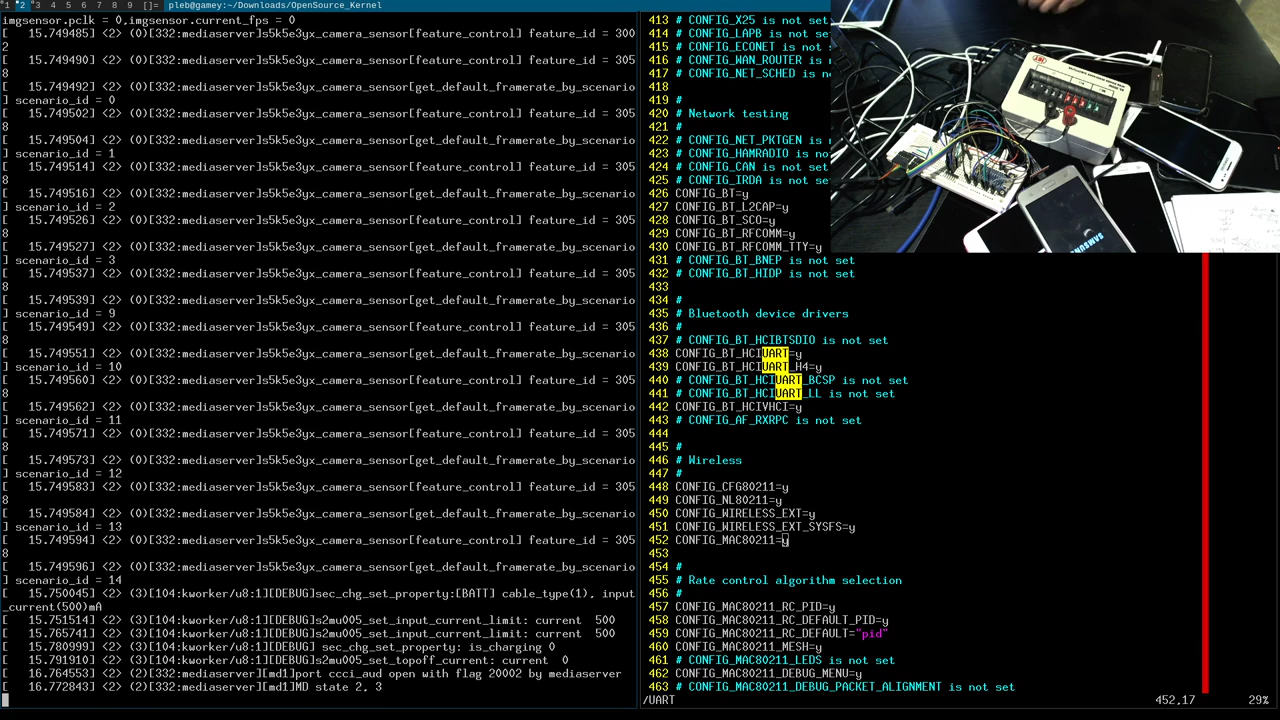 1 2 3 4 5 6 7 8 9 []= pleb@gamey:~/Downloads/OpenSource_Kernel
imgsensor.pclk = 0,imgsensor.current_fps = 0
[   15.749485] <2> (0)[332:mediaserver]s5k5e3yx_camera_sensor[feature_control] feature_id = 300
2
[   15.749490] <2> (0)[332:mediaserver]s5k5e3yx_camera_sensor[feature_control] feature_id = 305
8
[   15.749492] <2> (0)[332:mediaserver]s5k5e3yx_camera_sensor[get_default_framerate_by_scenario
] scenario_id = 0
[   15.749502] <2> (0)[332:mediaserver]s5k5e3yx_camera_sensor[feature_control] feature_id = 305
8
[   15.749504] <2> (0)[332:mediaserver]s5k5e3yx_camera_sensor[get_default_framerate_by_scenario
] scenario_id = 1
[   15.749514] <2> (0)[332:mediaserver]s5k5e3yx_camera_sensor[feature_control] feature_id = 305
8
[   15.749516] <2> (0)[332:mediaserver]s5k5e3yx_camera_sensor[get_default_framerate_by_scenario
] scenario_id = 2
[   15.749526] <2> (0)[332:mediaserver]s5k5e3yx_camera_sensor[feature_control] feature_id = 305
8
[   15.749527] <2> (0)[332:mediaserver]s5k5e3yx_camera_sensor[get_default_framerate_by_scenario
] scenario_id = 3
[   15.749537] <2> (0)[332:mediaserver]s5k5e3yx_camera_sensor[feature_control] feature_id = 305
8
[   15.749539] <2> (0)[332:mediaserver]s5k5e3yx_camera_sensor[get_default_framerate_by_scenario
] scenario_id = 9
[   15.749549] <2> (0)[332:mediaserver]s5k5e3yx_camera_sensor[feature_control] feature_id = 305
8
[   15.749551] <2> (0)[332:mediaserver]s5k5e3yx_camera_sensor[get_default_framerate_by_scenario
] scenario_id = 10
[   15.749560] <2> (0)[332:mediaserver]s5k5e3yx_camera_sensor[feature_control] feature_id = 305
8
[   15.749562] <2> (0)[332:mediaserver]s5k5e3yx_camera_sensor[get_default_framerate_by_scenario
] scenario_id = 11
[   15.749571] <2> (0)[332:mediaserver]s5k5e3yx_camera_sensor[feature_control] feature_id = 305
8
[   15.749573] <2> (0)[332:mediaserver]s5k5e3yx_camera_sensor[get_default_framerate_by_scenario
] scenario_id = 12
[   15.749583] <2> (0)[332:mediaserver]s5k5e3yx_camera_sensor[feature_control] feature_id = 305
8
[   15.749584] <2> (0)[332:mediaserver]s5k5e3yx_camera_sensor[get_default_framerate_by_scenario
] scenario_id = 13
[   15.749594] <2> (0)[332:mediaserver]s5k5e3yx_camera_sensor[feature_control] feature_id = 305
8
[   15.749596] <2> (0)[332:mediaserver]s5k5e3yx_camera_sensor[get_default_framerate_by_scenario
] scenario_id = 14
[   15.750045] <2> (3)[104:kworker/u8:1][DEBUG]sec_chg_set_property:[BATT] cable_type(1), input
_current(500)mA
[   15.751514] <2> (3)[104:kworker/u8:1][DEBUG]s2mu005_set_input_current_limit: current  500
[   15.765741] <2> (3)[104:kworker/u8:1][DEBUG]s2mu005_set_input_current_limit: current  500
[   15.780999] <2> (3)[104:kworker/u8:1][DEBUG] sec_chg_set_property: is_charging 0
[   15.791910] <2> (3)[104:kworker/u8:1][DEBUG]s2mu005_set_topoff_current: current  0
[   16.764553] <2> (2)[332:mediaserver][md1]port ccci_aud open with flag 20002 by mediaserver
[   16.772843] <2> (2)[332:mediaserver][md1]MD state 2, 3
413 # CONFIG_X25 is not set
414 # CONFIG_LAPB is not se
415 # CONFIG_ECONET is not
416 # CONFIG_WAN_ROUTER is
417 # CONFIG_NET_SCHED is n
418
419 #
420 # Network testing
421 #
422 # CONFIG_NET_PKTGEN is
423 # CONFIG_HAMRADIO is no
424 # CONFIG_CAN is not set
425 # CONFIG_IRDA is not se
426 CONFIG_BT=y
427 CONFIG_BT_L2CAP=y
428 CONFIG_BT_SCO=y
429 CONFIG_BT_RFCOMM=y
430 CONFIG_BT_RFCOMM_TTY=y
431 # CONFIG_BT_BNEP is not set
432 # CONFIG_BT_HIDP is not set
433
434 #
435 # Bluetooth device drivers
436 #
437 # CONFIG_BT_HCIBTSDIO is not set
438 CONFIG_BT_HCIUART=y
439 CONFIG_BT_HCIUART_H4=y
440 # CONFIG_BT_HCIUART_BCSP is not set
441 # CONFIG_BT_HCIUART_LL is not set
442 CONFIG_BT_HCIVHCI=y
443 # CONFIG_AF_RXRPC is not set
444
445 #
446 # Wireless
447 #
448 CONFIG_CFG80211=y
449 CONFIG_NL80211=y
450 CONFIG_WIRELESS_EXT=y
451 CONFIG_WIRELESS_EXT_SYSFS=y
452 CONFIG_MAC80211=y
453
454 #
455 # Rate control algorithm selection
456 #
457 CONFIG_MAC80211_RC_PID=y
458 CONFIG_MAC80211_RC_DEFAULT_PID=y
459 CONFIG_MAC80211_RC_DEFAULT="pid"
460 CONFIG_MAC80211_MESH=y
461 # CONFIG_MAC80211_LEDS is not set
462 CONFIG_MAC80211_DEBUG_MENU=y
463 # CONFIG_MAC80211_DEBUG_PACKET_ALIGNMENT is not set
/UART 452,17 29%
SAMSUNG